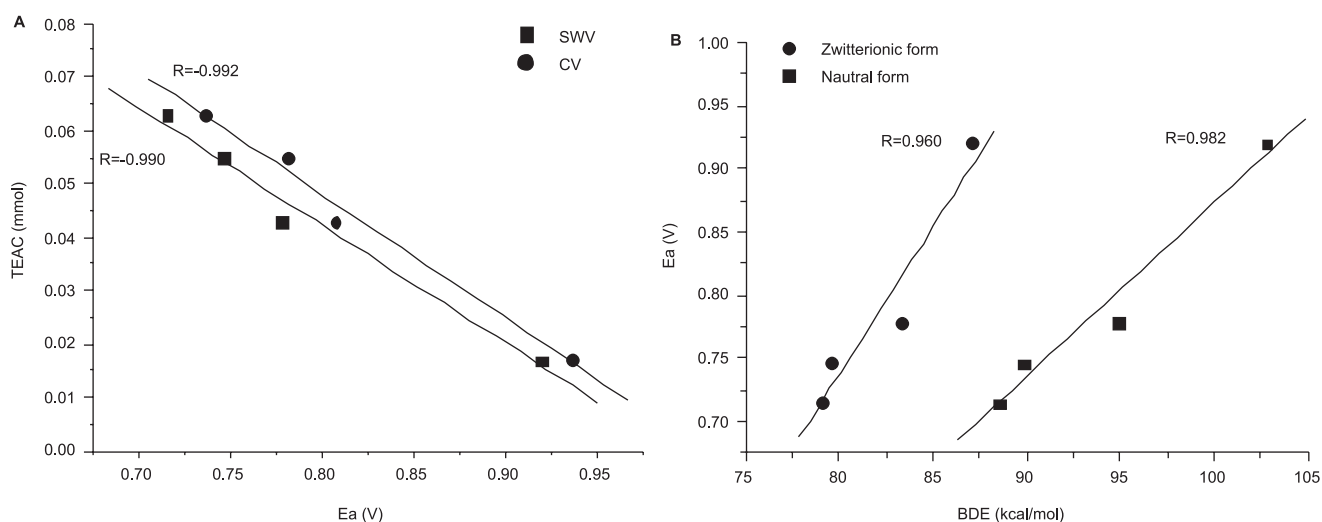 A
0.08
0.07
0.06
0.05
0.04
0.03
0.02
0.01
0.00
TEAC (mmol)
R=-0.992
R=-0.990
SWV
CV
0.70 0.75 0.80 0.85 0.90 0.95
Ea (V)
B
1.00
0.95
0.90
0.85
0.80
0.75
0.70
Ea (V)
Zwitterionic form
Nautral form
R=0.960
R=0.982
75 80 85 90 95 100 105
BDE (kcal/mol)